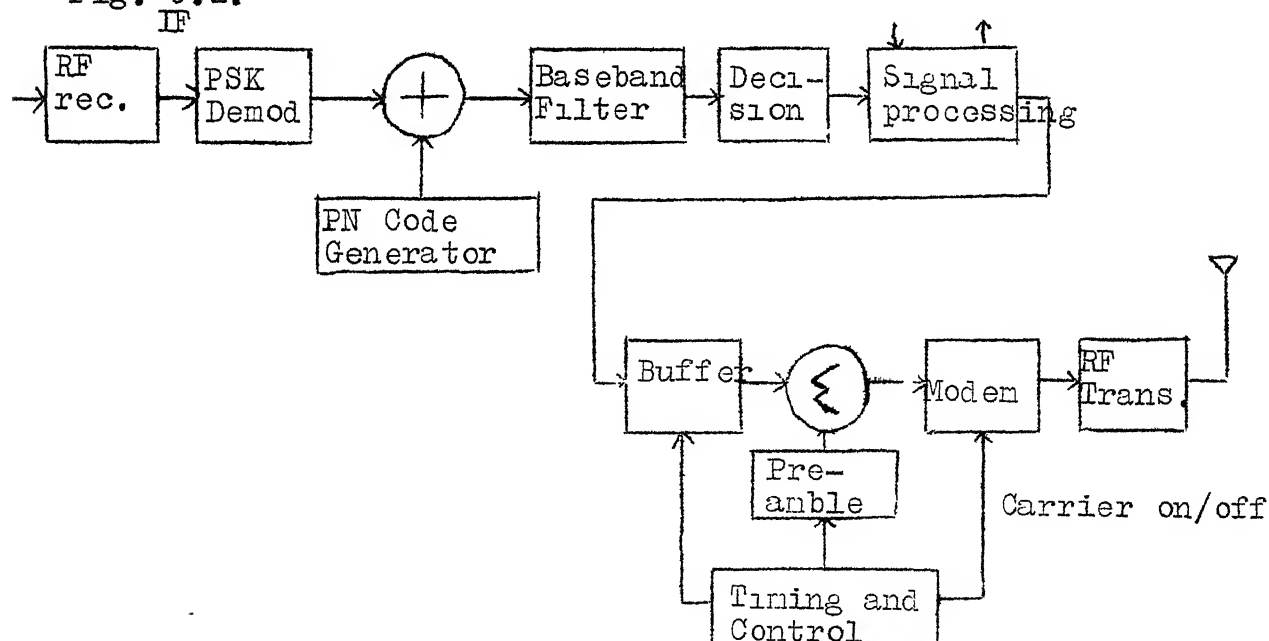 IF
RF
rec.
PSK
Demod
+
Baseband
Filter
Deci-
sion
Signal
processing
PN Code
Generator
Buffer
Σ
Modem
RF
Trans.
Pre-
amble
Carrier on/off
Timing and
Control